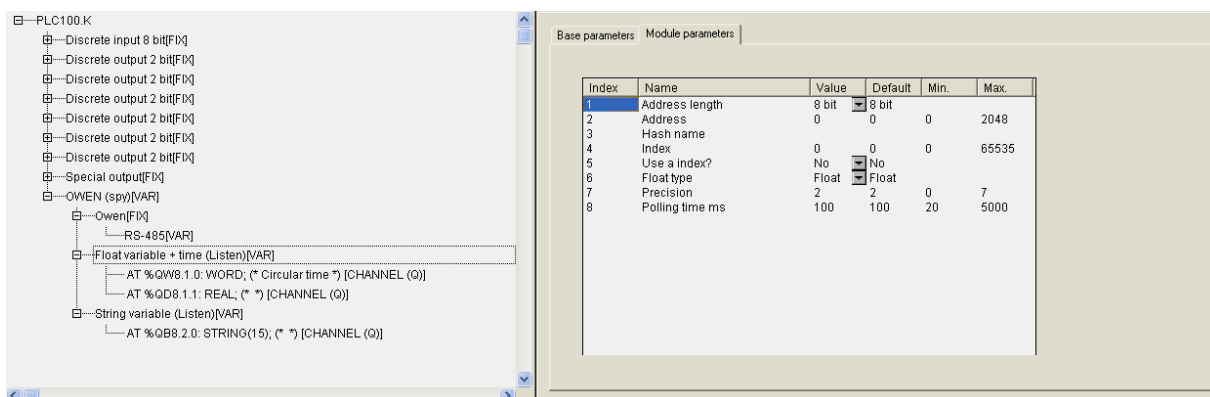 PLC100.K
Discrete input 8 bit[FIX]
Discrete output 2 bit[FIX]
Discrete output 2 bit[FIX]
Discrete output 2 bit[FIX]
Discrete output 2 bit[FIX]
Discrete output 2 bit[FIX]
Discrete output 2 bit[FIX]
Special output[FIX]
OWEN (spy)[VAR]
Owen[FIX]
RS-485[VAR]
Float variable + time (Listen)[VAR]
AT %QW8.1.0: WORD; (* Circular time *) [CHANNEL (Q)]
AT %QD8.1.1: REAL; (* *) [CHANNEL (Q)]
String variable (Listen)[VAR]
AT %QB8.2.0: STRING(15); (* *) [CHANNEL (Q)]
Base parameters Module parameters
Index Name Value Default Min. Max.
1 Address length 8 bit 8 bit
2 Address 0 0 0 2048
3 Hash name
4 Index 0 0 0 65535
5 Use a index? No No
6 Float type Float Float
7 Precision 2 2 0 7
8 Polling time ms 100 100 20 5000